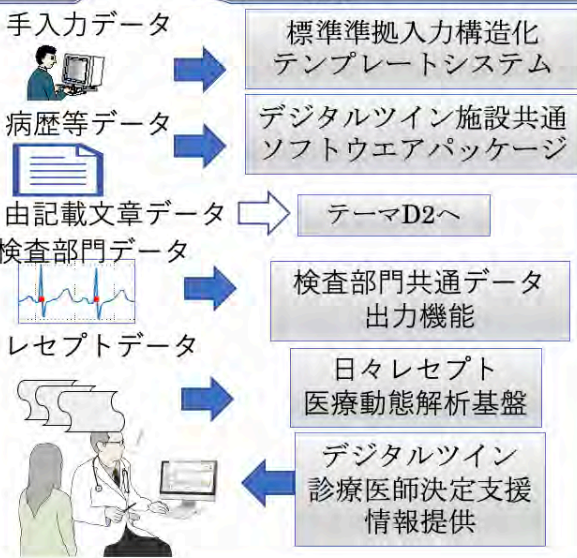 手入力データ
標準準拠入力構造化
テンプレートシステム
病歴等データ
デジタルツイン施設共通
ソフトウエアパッケージ
由記載文章データ
テーマD2へ
検査部門データ
検査部門共通データ
出力機能
レセプトデータ
日々レセプト
医療動態解析基盤
デジタルツイン
診療医師決定支援
情報提供